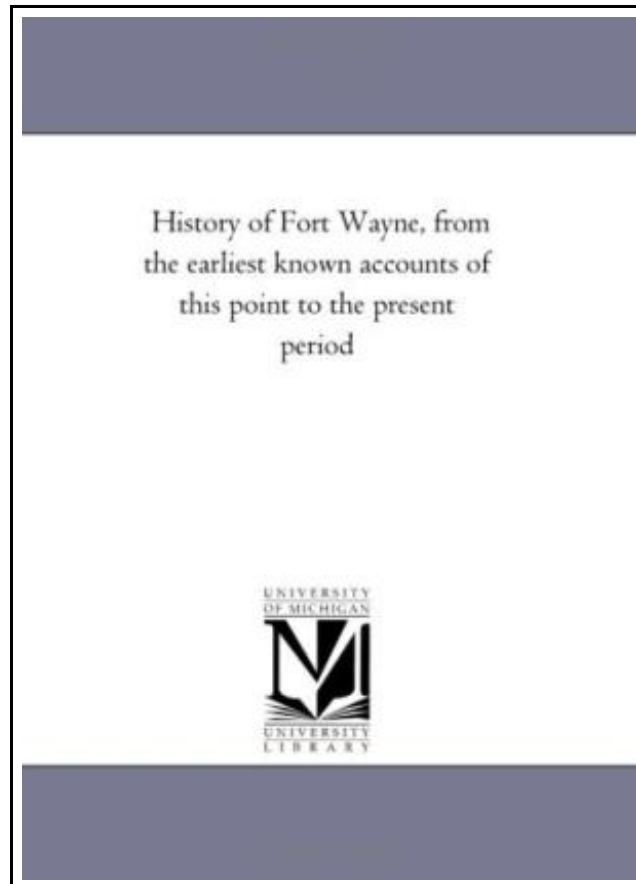 History of Fort Wayne, from
the earliest known accounts of
this point to the present
period
UNIVERSITY
OF MICHIGAN
UNIVERSITY
LIBRARY